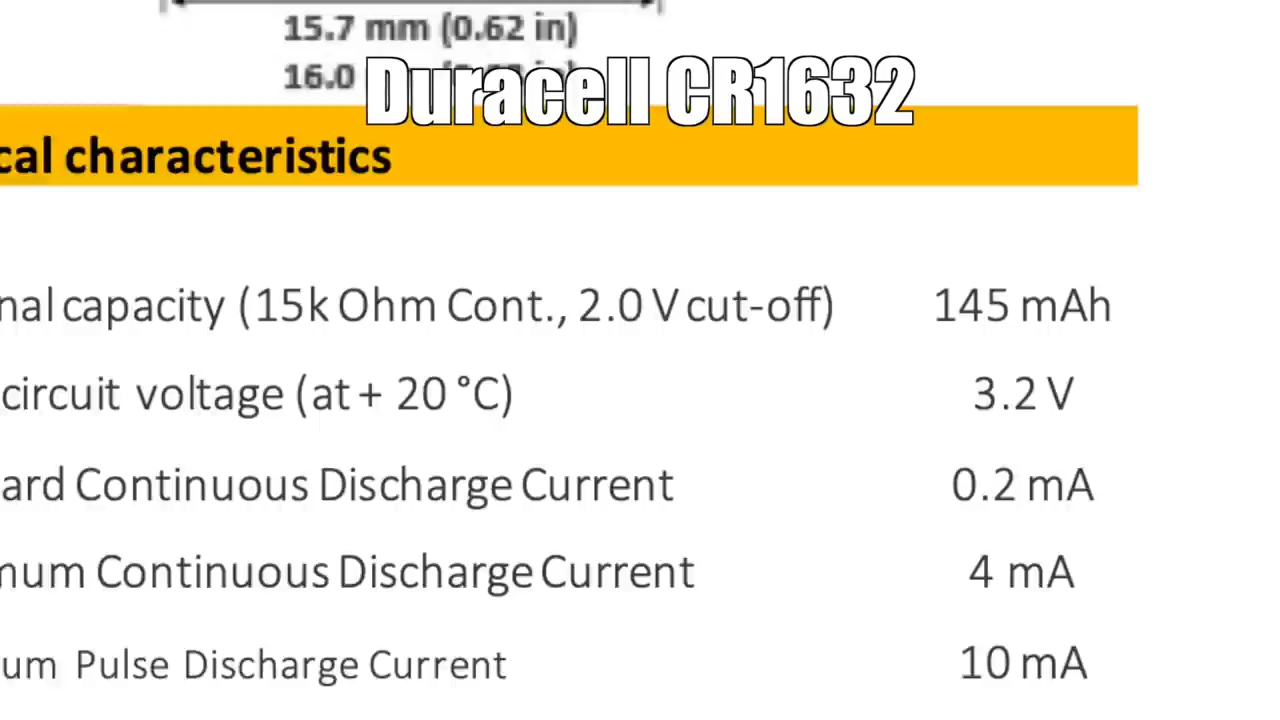 15.7 mm (0.62 in)
16.0
Duracell CR1632
cal characteristics
nal capacity (15k Ohm Cont., 2.0 V cut-off) 145 mAh
circuit voltage (at + 20 °C) 3.2 V
ard Continuous Discharge Current 0.2 mA
mum Continuous Discharge Current 4 mA
um Pulse Discharge Current 10 mA